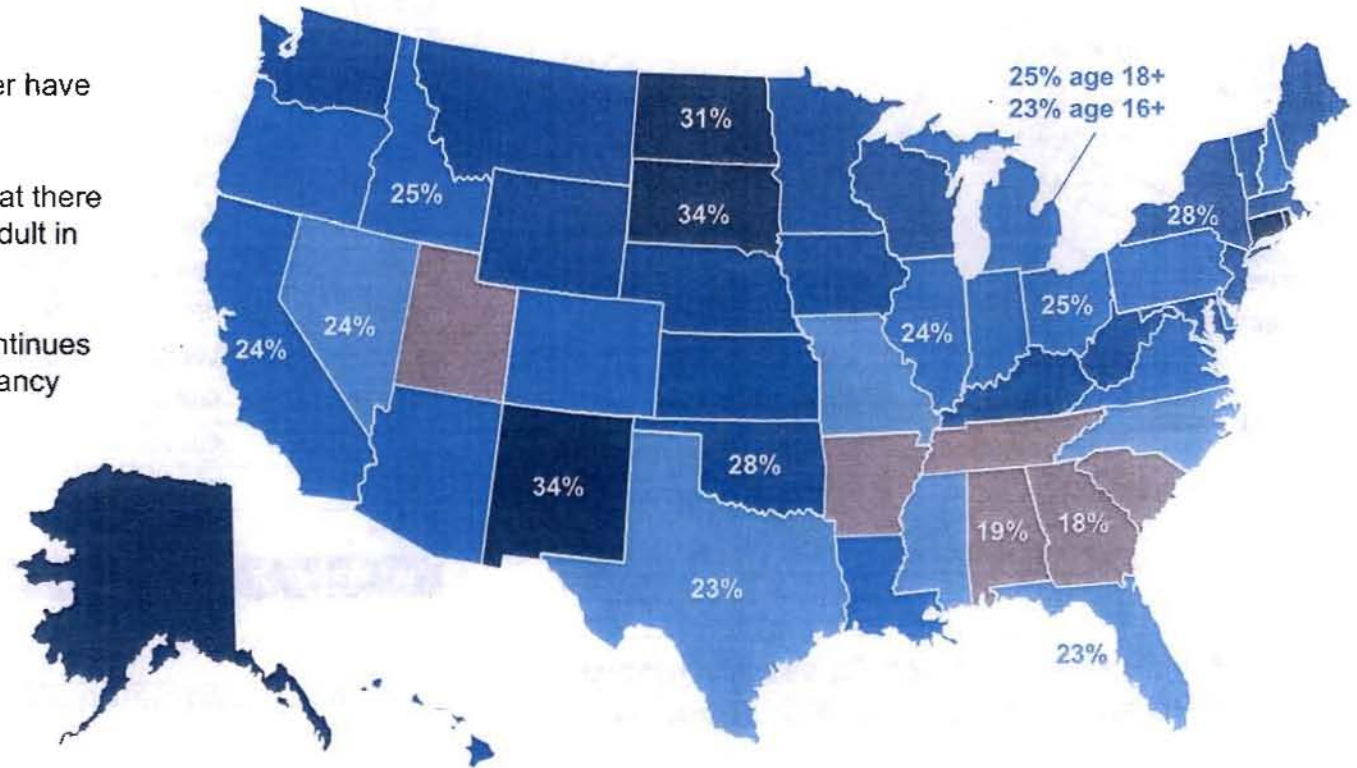 er have
at there
dult in
ntinues
ancy
25% age 18+
23% age 16+
31%
25%
34%
28%
24%
24%
24%
25%
34%
28%
19%
18%
23%
23%